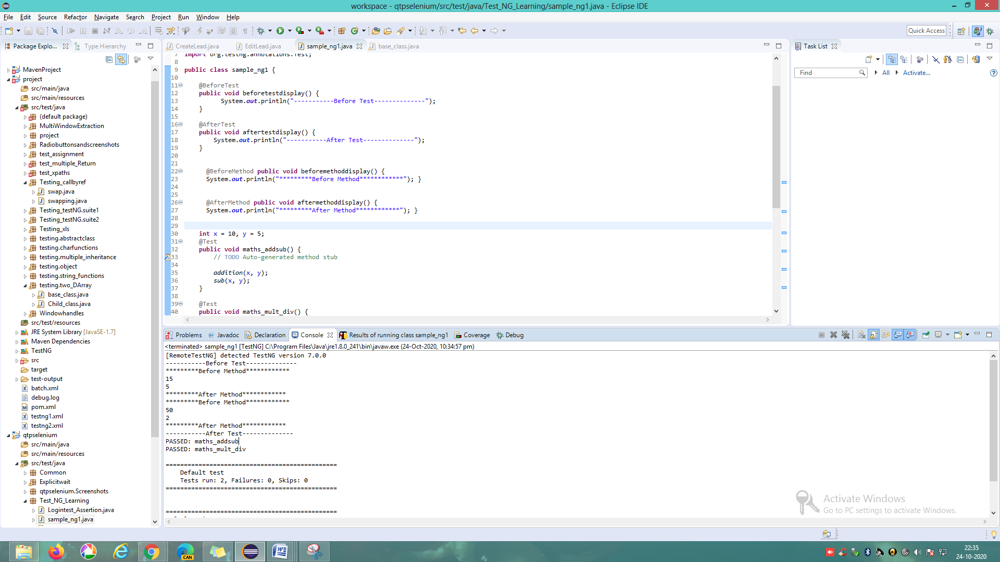 workspace - qtpselenium/src/test/java/Test_NG_Learning/sample_ng1.java - Eclipse IDE
File Edit Source Refactor Navigate Search Project Run Window Help
Quick Access
Package Explo... Type Hierarchy
MavenProject
project
src/main/java
src/main/resources
src/test/java
(default package)
MultiWindowExtraction
project
Radiobuttonsandscreenshots
test_assignment
test_multiple_Return
test_xpaths
Testing_callbyref
swap.java
swapping.java
Testing_testNG.suite1
Testing_testNG.suite2
Testing_xls
testing.abstractclass
testing.charfunctions
testing.multiple_inheritance
testing.object
testing.string_functions
testing.two_DArray
base_class.java
Child_class.java
Windowhandles
src/test/resources
JRE System Library [JavaSE-1.7]
Maven Dependencies
TestNG
src
target
test-output
batch.xml
debug.log
pom.xml
testng1.xml
testng2.xml
qtpselenium
src/main/java
src/main/resources
src/test/java
Common
Explicitwait
qtpselenium.Screenshots
Test_NG_Learning
Logintest_Assertion.java
sample_ng1.java
CreateLead.java EditLead.java sample_ng1.java base_class.java
7 import org.testng.annotations.Test;
8
9 public class sample_ng1 {
10
11 @BeforeTest
12 public void beforetestdisplay() {
13 System.out.println("-----------Before Test--------------");
14 }
15
16 @AfterTest
17 public void aftertestdisplay() {
18 System.out.println("-----------After Test--------------");
19 }
20
21
22 @BeforeMethod public void beforemethoddisplay() {
23 System.out.println("*********Before Method************"); }
24
25
26 @AfterMethod public void aftermethoddisplay() {
27 System.out.println("*********After Method************"); }
28
29
30 int x = 10, y = 5;
31 @Test
32 public void maths_addsub() {
33 // TODO Auto-generated method stub
34
35 addition(x, y);
36 sub(x, y);
37 }
38
39 @Test
40 public void maths_mult_div() {
Task List
Find All Activate...
Problems @ Javadoc Declaration Console Results of running class sample_ng1 Coverage Debug
<terminated> sample_ng1 [TestNG] C:\Program Files\Java\jre1.8.0_241\bin\javaw.exe (24-Oct-2020, 10:34:57 pm)
[RemoteTestNG] detected TestNG version 7.0.0
-----------Before Test--------------
*********Before Method************
15
5
*********After Method************
*********Before Method************
50
2
*********After Method************
-----------After Test--------------
PASSED: maths_addsub
PASSED: maths_mult_div
===============================================
Default test
Tests run: 2, Failures: 0, Skips: 0
===============================================
===============================================
Activate Windows
Go to PC settings to activate Windows.
CAN
22:35
24-10-2020